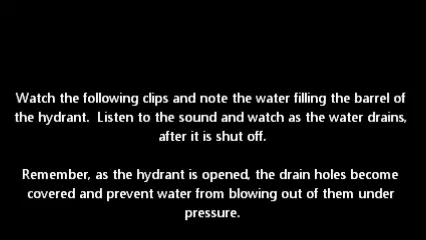 Watch the following clips and note the water filling the barrel of
the hydrant.  Listen to the sound and watch as the water drains,
after it is shut off.
Remember, as the hydrant is opened, the drain holes become
covered and prevent water from blowing out of them under
pressure.